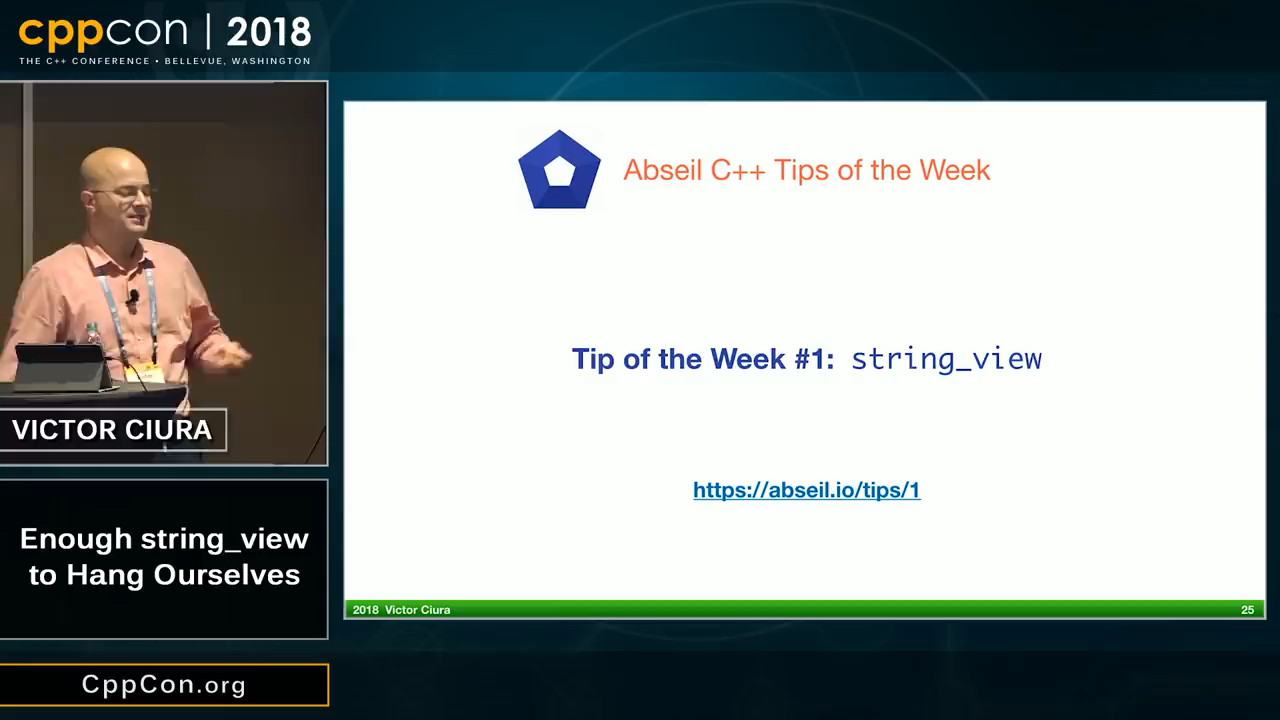 cppcon | 2018
THE C++ CONFERENCE • BELLEVUE, WASHINGTON
VICTOR CIURA
Enough string_view
to Hang Ourselves
CppCon.org
Abseil C++ Tips of the Week
Tip of the Week #1: string_view
https://abseil.io/tips/1
2018 Victor Ciura
25